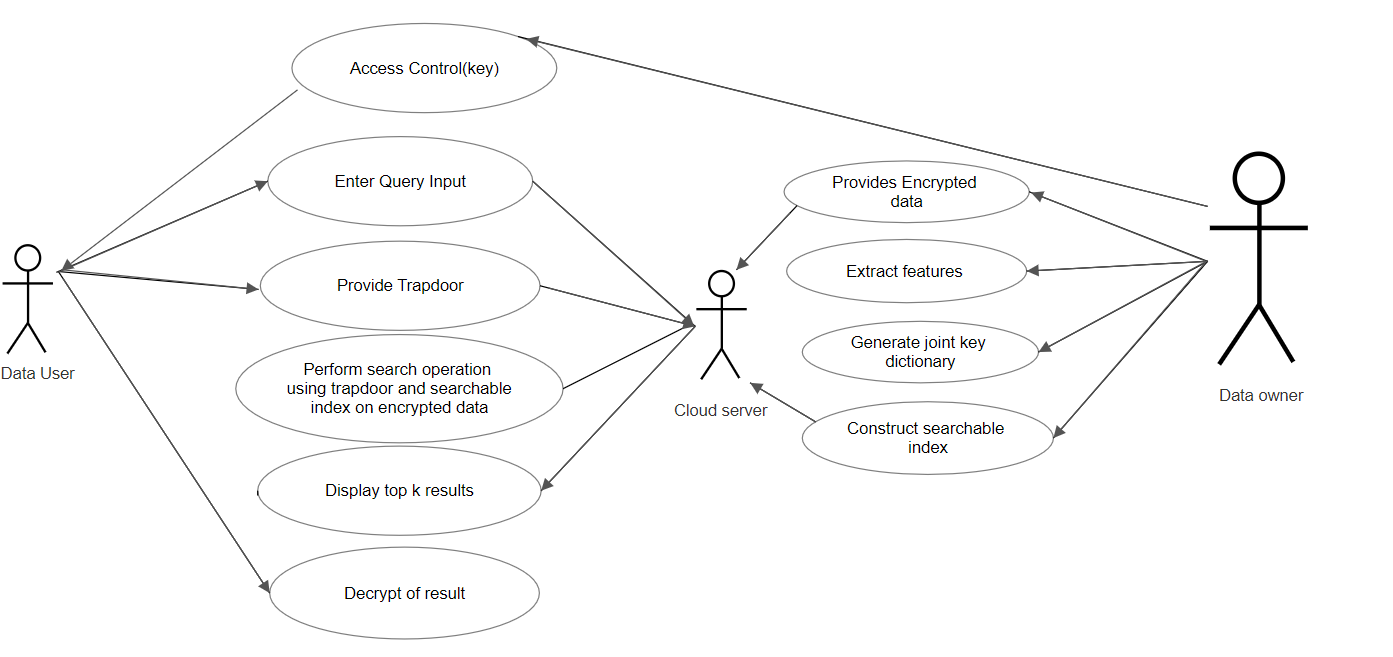 Access Control(key)
Enter Query Input
Provide Trapdoor
Perform search operation
using trapdoor and searchable
index on encrypted data
Display top k results
Decrypt of result
Data User
Provides Encrypted
data
Extract features
Generate joint key
dictionary
Construct searchable
index
Cloud server
Data owner